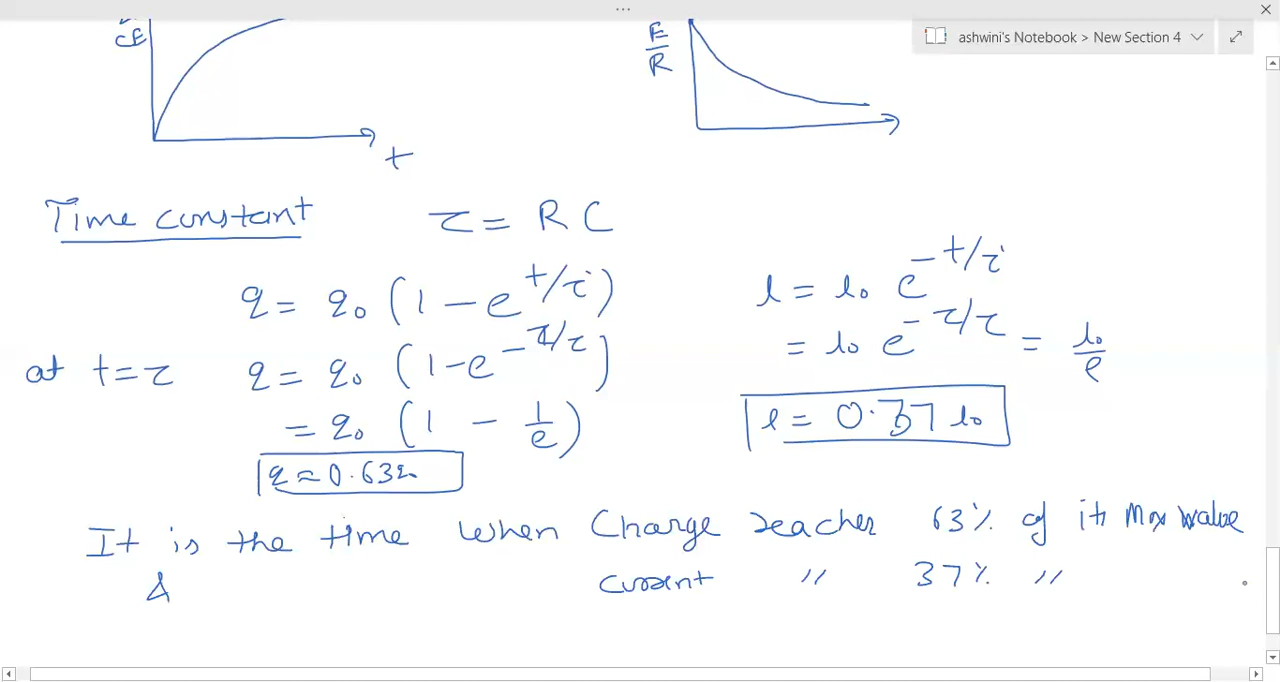 ashwini's Notebook > New Section 4
CE
E/R
t
Time constant τ = RC
q = q₀ (1 - e^t/τ)
i = i₀ e^-t/τ
at t = τ q = q₀ (1 - e^-τ/τ)
= i₀ e^-τ/τ = i₀/e
= q₀ (1 - 1/e)
i = 0.37 i₀
q = 0.63q₀
It is the time when Charge reaches 63% of its Max value
& current " 37% "